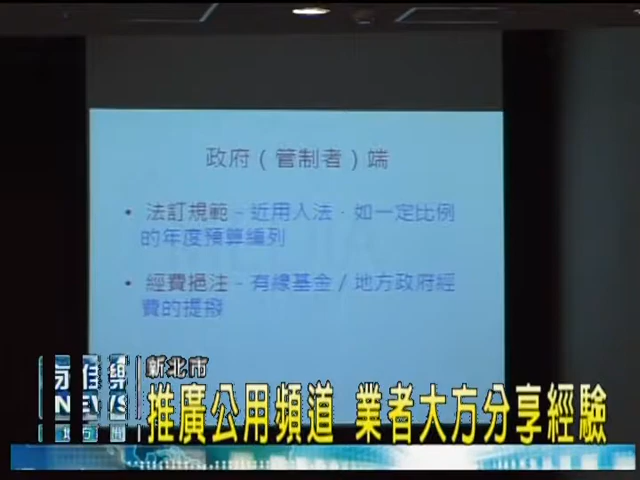 政府（管制者）端
• 法訂規範－近用入法．如一定比例
的年度預算編列
• 經費挹注－有線基金／地方政府經
費的提撥
新北市
推廣公用頻道 業者大方分享經驗
NEWS